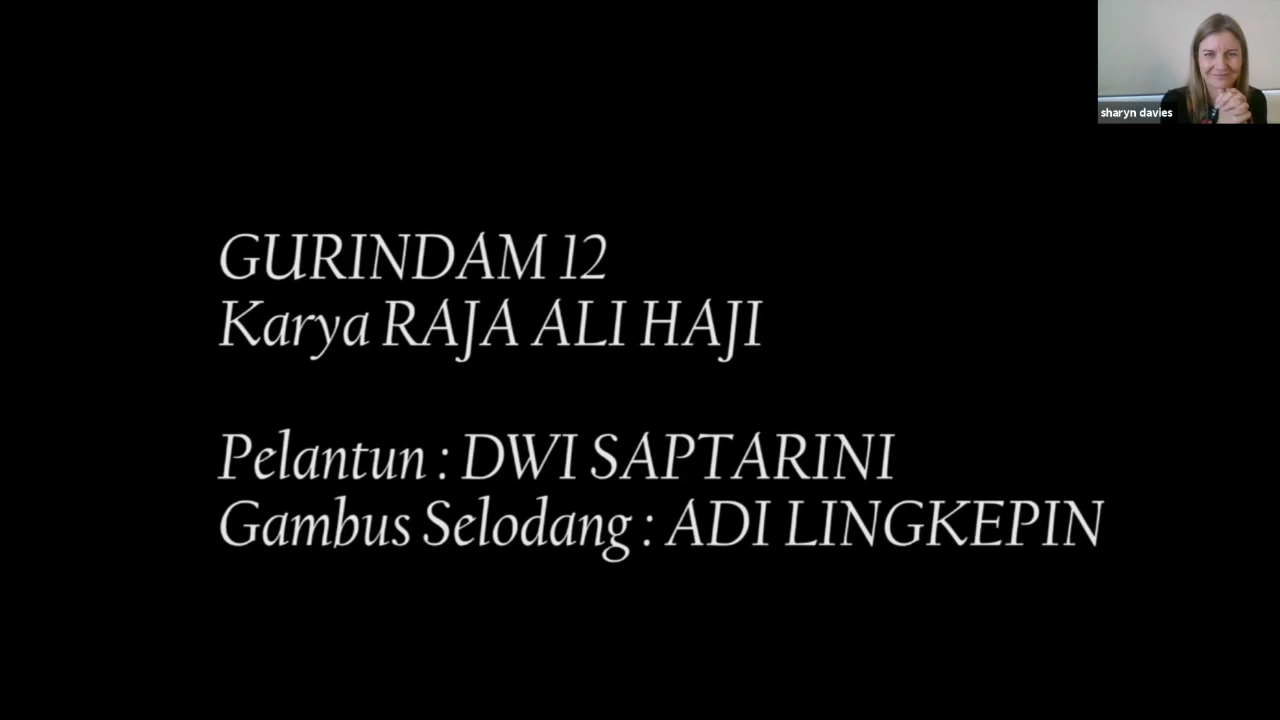 sharyn davies
GURINDAM 12
Karya RAJA ALI HAJI
Pelantun : DWI SAPTARINI
Gambus Selodang : ADI LINGKEPIN